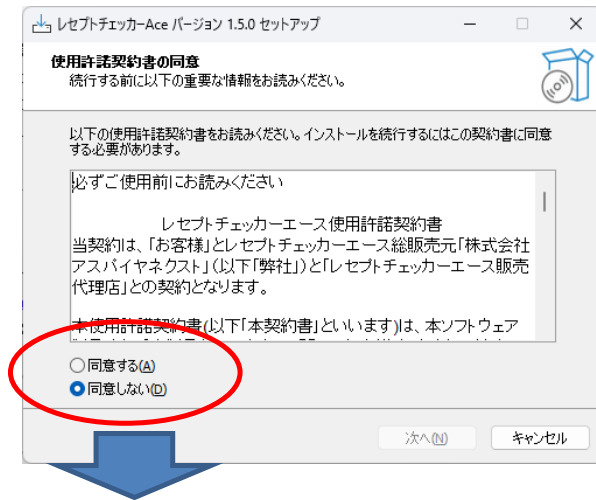 レセプトチェッカーAce バージョン 1.5.0 セットアップ
使用許諾契約書の同意
続行する前に以下の重要な情報をお読みください。
以下の使用許諾契約書をお読みください。インストールを続行するにはこの契約書に同意
する必要があります。
必ずご使用前にお読みください
レセプトチェッカーエース使用許諾契約書
当契約は、「お客様」とレセプトチェッカーエース総販売元「株式会社
アスパイヤネクスト」(以下「弊社」)と「レセプトチェッカーエース販売
代理店」との契約となります。
本使用許諾契約書(以下「本契約書」といいます)は、本ソフトウェア
同意する(A)
同意しない(D)
次へ(N)
キャンセル